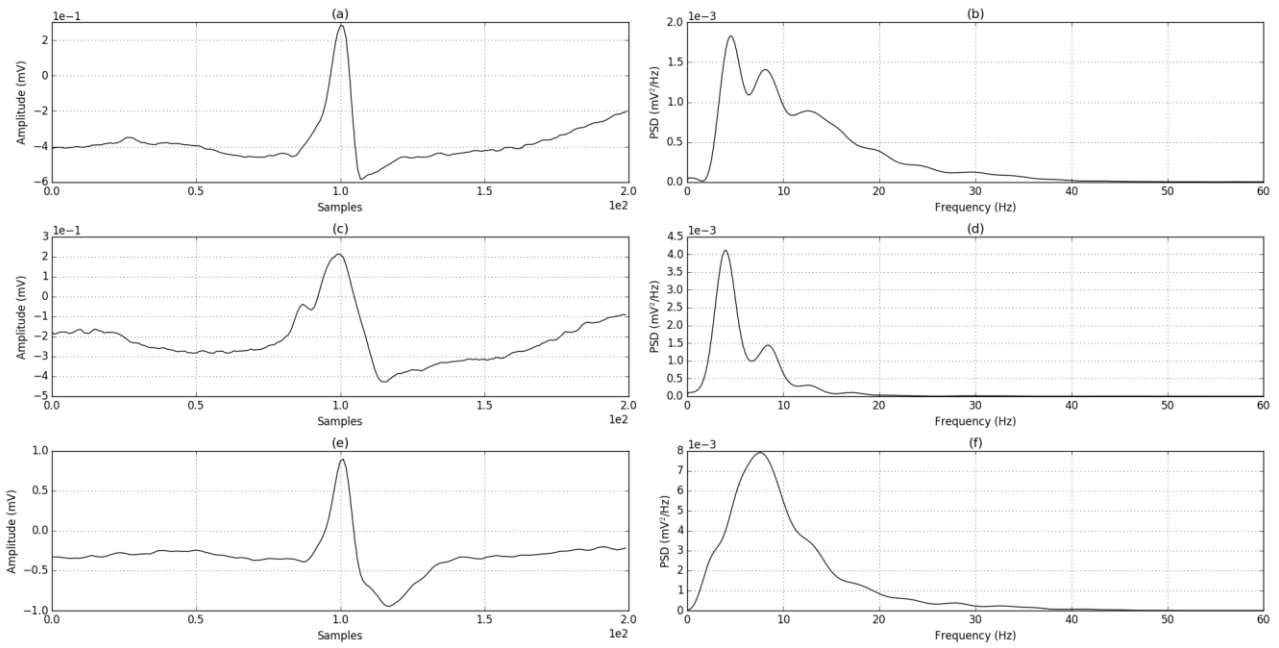 (a)
1e−1
2
0
−2
−4
−6
Amplitude (mV)
0.0 0.5 1.0 1.5 2.0
Samples 1e2
(b)
1e−3
2.0
1.5
1.0
0.5
0.0
PSD (mV²/Hz)
0 10 20 30 40 50 60
Frequency (Hz)
(c)
1e−1
3
2
1
0
−1
−2
−3
−4
−5
Amplitude (mV)
0.0 0.5 1.0 1.5 2.0
Samples 1e2
(d)
1e−3
4.5
4.0
3.5
3.0
2.5
2.0
1.5
1.0
0.5
0.0
PSD (mV²/Hz)
0 10 20 30 40 50 60
Frequency (Hz)
(e)
1.0
0.5
0.0
−0.5
−1.0
Amplitude (mV)
0.0 0.5 1.0 1.5 2.0
Samples 1e2
(f)
1e−3
8
7
6
5
4
3
2
1
0
PSD (mV²/Hz)
0 10 20 30 40 50 60
Frequency (Hz)